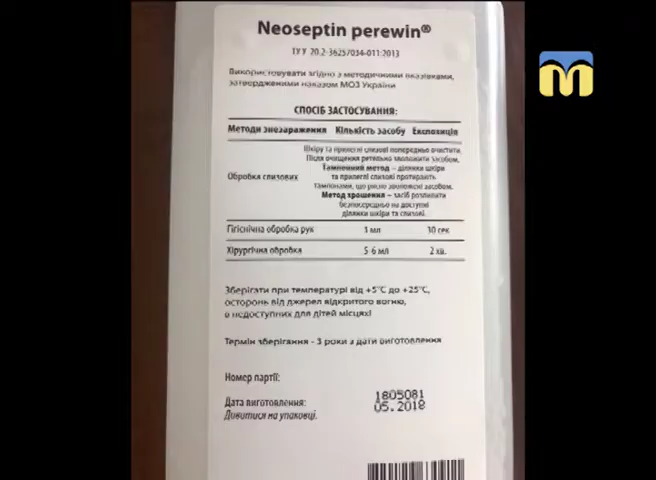 Neoseptin perewin®
ТУ У 20.2-36257034-011:2013
Використовувати згідно з методичними вказівками,
затвердженими наказом МОЗ України
СПОСІБ ЗАСТОСУВАННЯ:
Методи знезараження Кількість засобу Експозиція
Обробка слизових
Шкіру та прилеглі слизові попередньо очистити.
Після очищення ретельно зволожити засобом.
Тампонний метод – ділянки шкіри
та прилеглі слизові протирають
тампонами, що рясно зволожені засобом.
Метод зрошення – засіб розпилити
безпосередньо на доступні
ділянки шкіри та слизові.
Гігієнічна обробка рук 3 мл 30 сек
Хірургічна обробка 5-6 мл 2 хв.
Зберігати при температурі від +5°С до +25°С,
осторонь від джерел відкритого вогню,
в недоступних для дітей місцях!
Термін зберігання - 3 роки з дати виготовлення
Номер партії:
1805081
Дата виготовлення: 05.2018
Дивитися на упаковці.